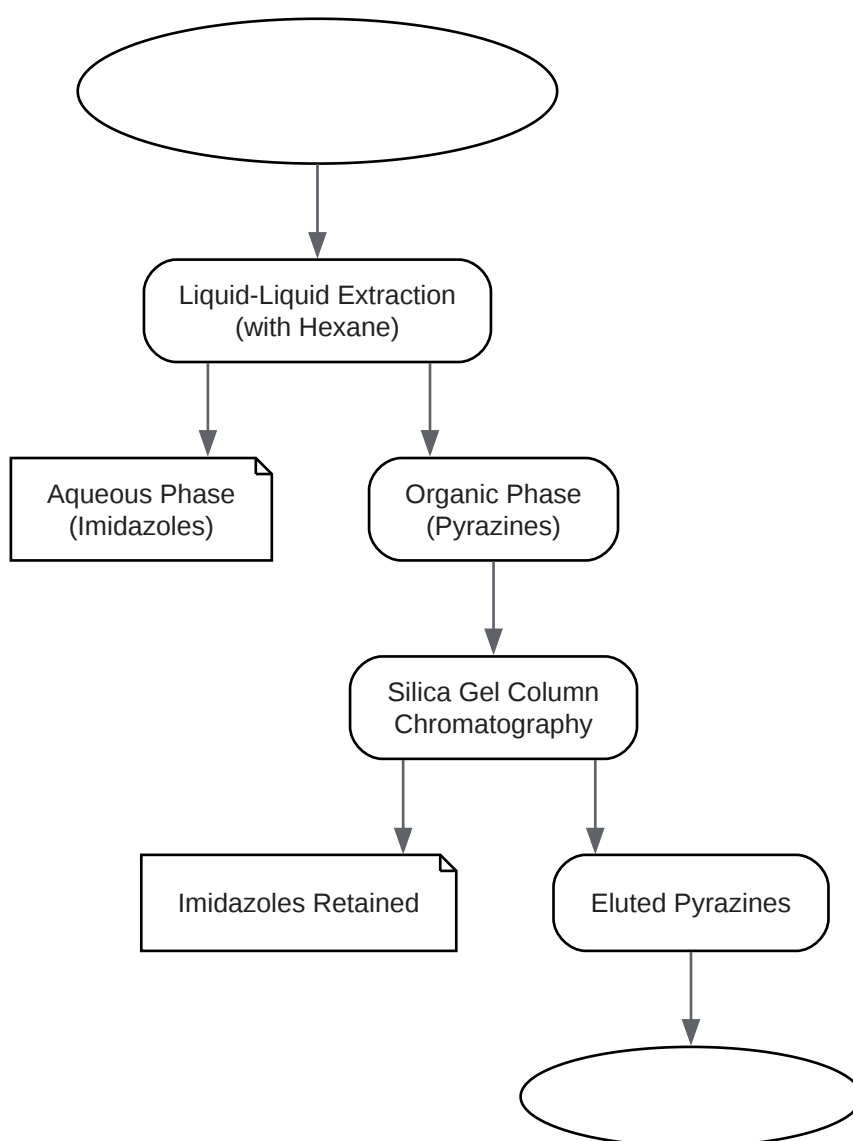 Liquid-Liquid Extraction
(with Hexane)
Aqueous Phase
(Imidazoles)
Organic Phase
(Pyrazines)
Silica Gel Column
Chromatography
Imidazoles Retained
Eluted Pyrazines